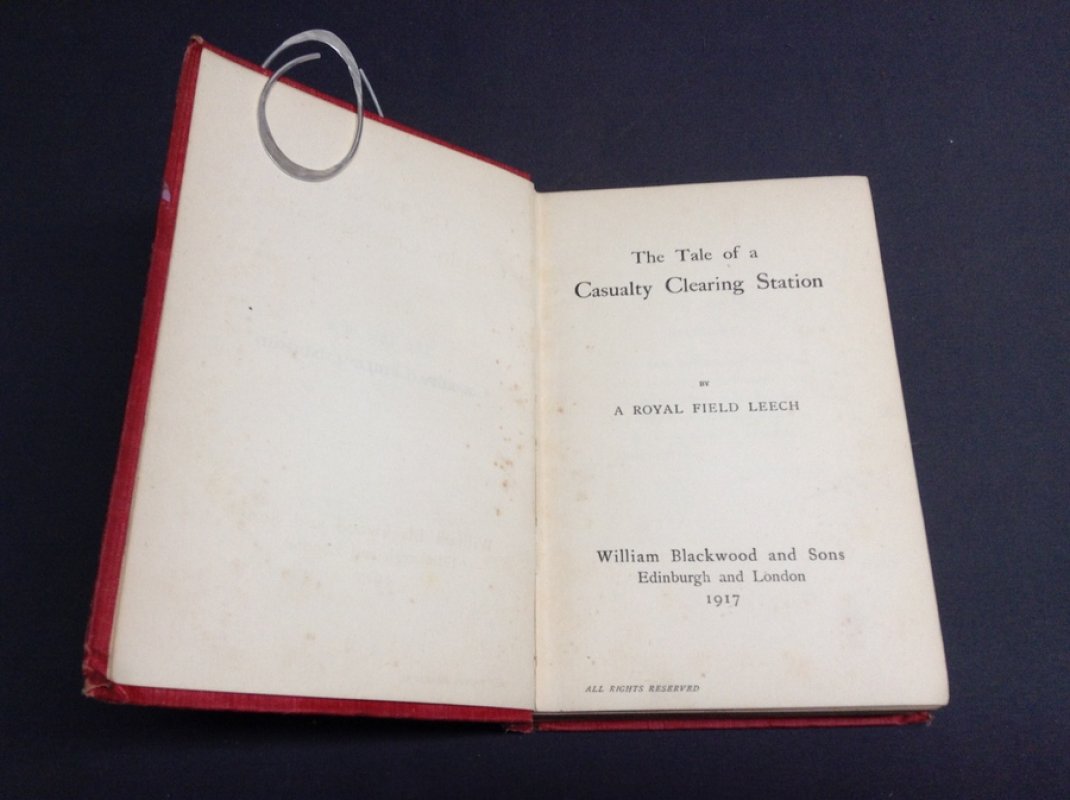 The Tale of a
Casualty Clearing Station
BY
A ROYAL FIELD LEECH
William Blackwood and Sons
Edinburgh and London
1917
ALL RIGHTS RESERVED